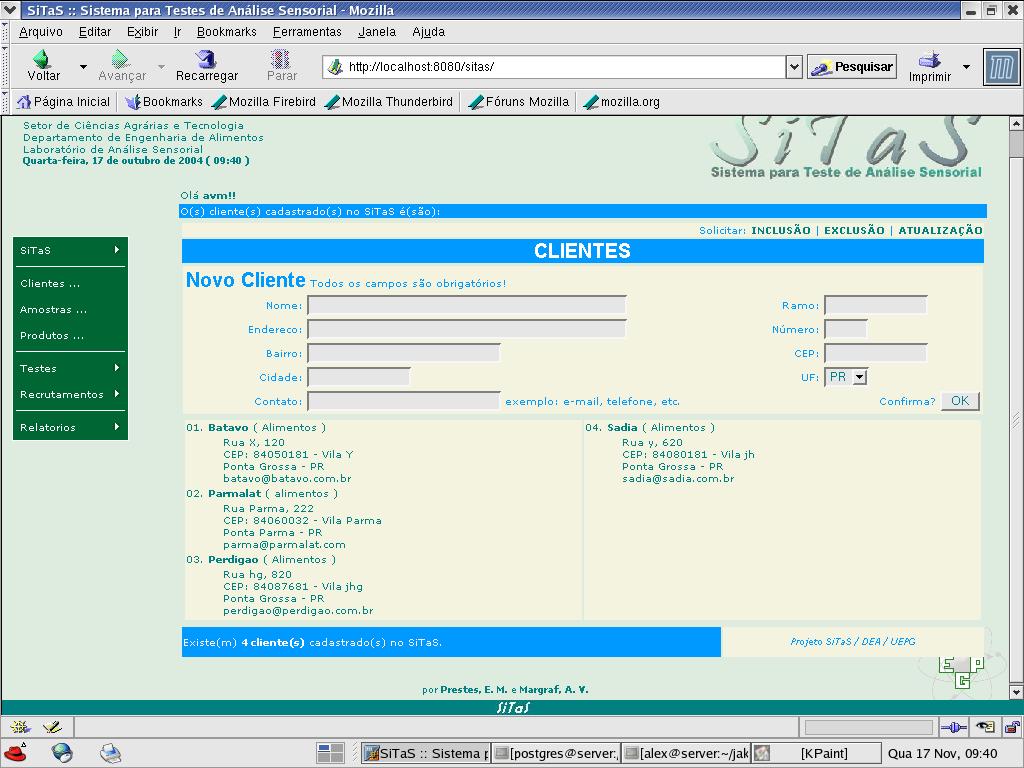 SiTaS :: Sistema para Testes de Análise Sensorial - Mozilla
Arquivo Editar Exibir Ir Bookmarks Ferramentas Janela Ajuda
Voltar Avançar Recarregar Parar http://localhost:8080/sitas/ Pesquisar Imprimir
Página Inicial Bookmarks Mozilla Firebird Mozilla Thunderbird Fóruns Mozilla mozilla.org
Setor de Ciências Agrárias e Tecnologia
Departamento de Engenharia de Alimentos
Laboratório de Análise Sensorial
Quarta-feira, 17 de outubro de 2004 ( 09:40 )
SiTaS
Sistema para Teste de Análise Sensorial
Olá avm!!
O(s) cliente(s) cadastrado(s) no SiTaS é(são):
Solicitar: INCLUSÃO | EXCLUSÃO | ATUALIZAÇÃO
SiTaS
Clientes ...
Amostras ...
Produtos ...
Testes
Recrutamentos
Relatorios
CLIENTES
Novo Cliente Todos os campos são obrigatórios!
Nome: Ramo:
Endereco: Número:
Bairro: CEP:
Cidade: UF: PR
Contato: exemplo: e-mail, telefone, etc. Confirma? OK
01. Batavo ( Alimentos )
Rua X, 120
CEP: 84050181 - Vila Y
Ponta Grossa - PR
batavo@batavo.com.br
02. Parmalat ( alimentos )
Rua Parma, 222
CEP: 84060032 - Vila Parma
Ponta Parma - PR
parma@parmalat.com
03. Perdigao ( Alimentos )
Rua hg, 820
CEP: 84087681 - Vila jhg
Ponta Grossa - PR
perdigao@perdigao.com.br
04. Sadia ( Alimentos )
Rua y, 620
CEP: 84080181 - Vila jh
Ponta Grossa - PR
sadia@sadia.com.br
Existe(m) 4 cliente(s) cadastrado(s) no SiTaS.
Projeto SiTaS / DEA / UEPG
E P
G
por Prestes, E. M. e Margraf, A. V.
SiTaS
SiTaS :: Sistema p [postgres@server: [alex@server:~/jak [KPaint] Qua 17 Nov, 09:40